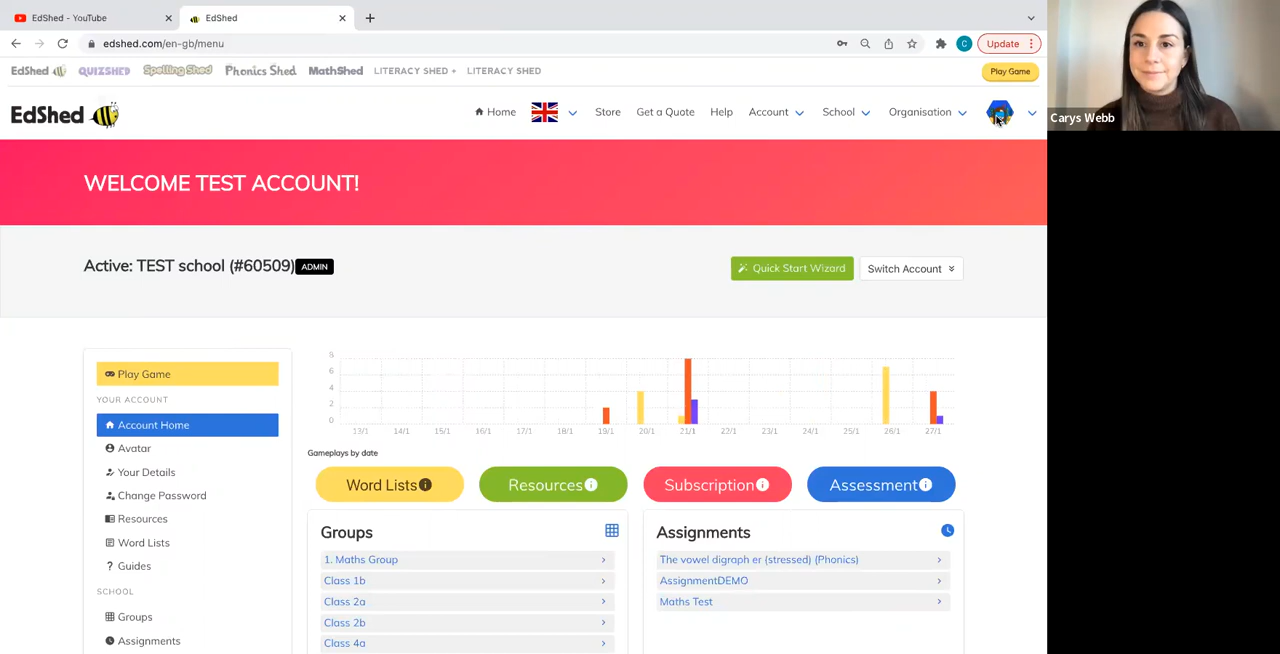 EdShed - YouTube
EdShed
edshed.com/en-gb/menu
Update
EdShed QUIZSHED Spelling Shed Phonics Shed MathShed LITERACY SHED + LITERACY SHED
Play Game
EdShed
Home Store Get a Quote Help Account School Organisation
Carys Webb
WELCOME TEST ACCOUNT!
Active: TEST school (#60509) ADMIN
Quick Start Wizard
Switch Account
Play Game
YOUR ACCOUNT
Account Home
Avatar
Your Details
Change Password
Resources
Word Lists
? Guides
SCHOOL
Groups
Assignments
8
6
4
2
0
13/1 14/1 15/1 16/1 17/1 18/1 19/1 20/1 21/1 22/1 23/1 24/1 25/1 26/1 27/1
Gameplays by date
Word Lists
Resources
Subscription
Assessment
Groups
1. Maths Group
Class 1b
Class 2a
Class 2b
Class 4a
Assignments
The vowel digraph er (stressed) (Phonics)
AssignmentDEMO
Maths Test